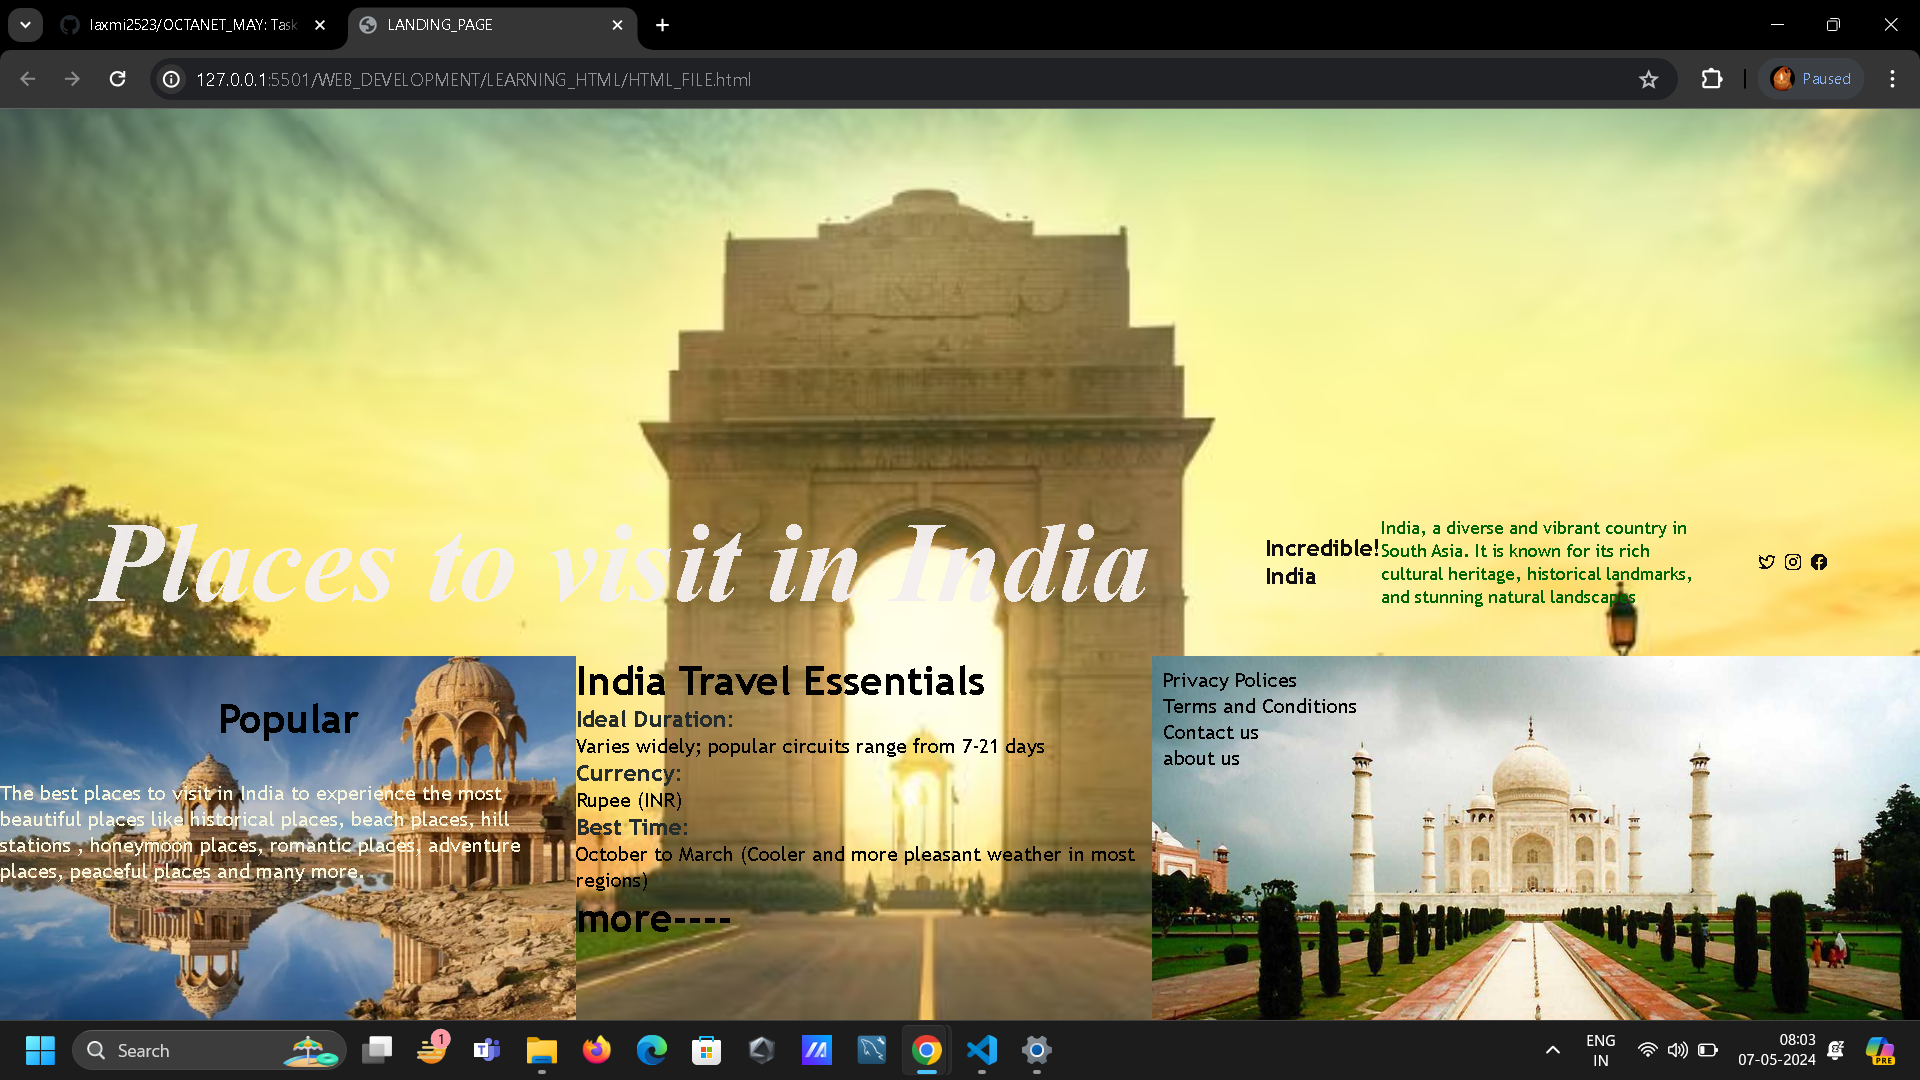 laxmi2523/OCTANET_MAY: Task
LANDING_PAGE
127.0.0.1:5501/WEB_DEVELOPMENT/LEARNING_HTML/HTML_FILE.html
Paused
INDIA
Places to visit in India
Incredible!
India
India, a diverse and vibrant country in
South Asia. It is known for its rich
cultural heritage, historical landmarks,
and stunning natural landscapes
Popular
The best places to visit in India to experience the most
beautiful places like historical places, beach places, hill
stations , honeymoon places, romantic places, adventure
places, peaceful places and many more.
India Travel Essentials
Ideal Duration:
Varies widely; popular circuits range from 7-21 days
Currency:
Rupee (INR)
Best Time:
October to March (Cooler and more pleasant weather in most
regions)
more----
Privacy Polices
Terms and Conditions
Contact us
about us
Search
1
ENG
IN
08:03
07-05-2024
PRE